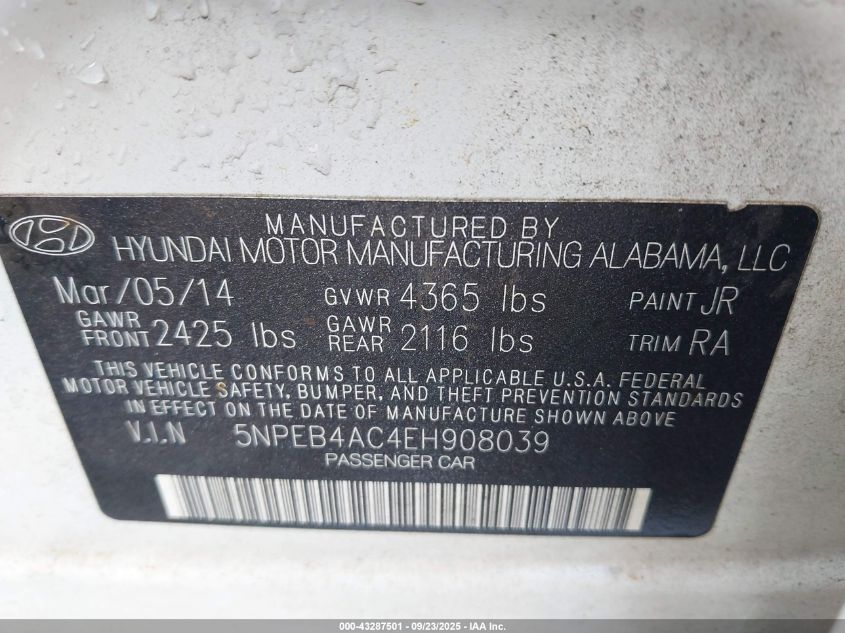 MANUFACTURED BY
HYUNDAI MOTOR MANUFACTURING ALABAMA, LLC
Mar/05/14 GVWR 4365 lbs PAINT JR
GAWR FRONT 2425 lbs GAWR REAR 2116 lbs TRIM RA
THIS VEHICLE CONFORMS TO ALL APPLICABLE U.S.A. FEDERAL
MOTOR VEHICLE SAFETY, BUMPER, AND THEFT PREVENTION STANDARDS
IN EFFECT ON THE DATE OF MANUFACTURE SHOWN ABOVE
V.I.N 5NPEB4AC4EH908039
PASSENGER CAR
000-43287501 - 09/23/2025 - IAA Inc.